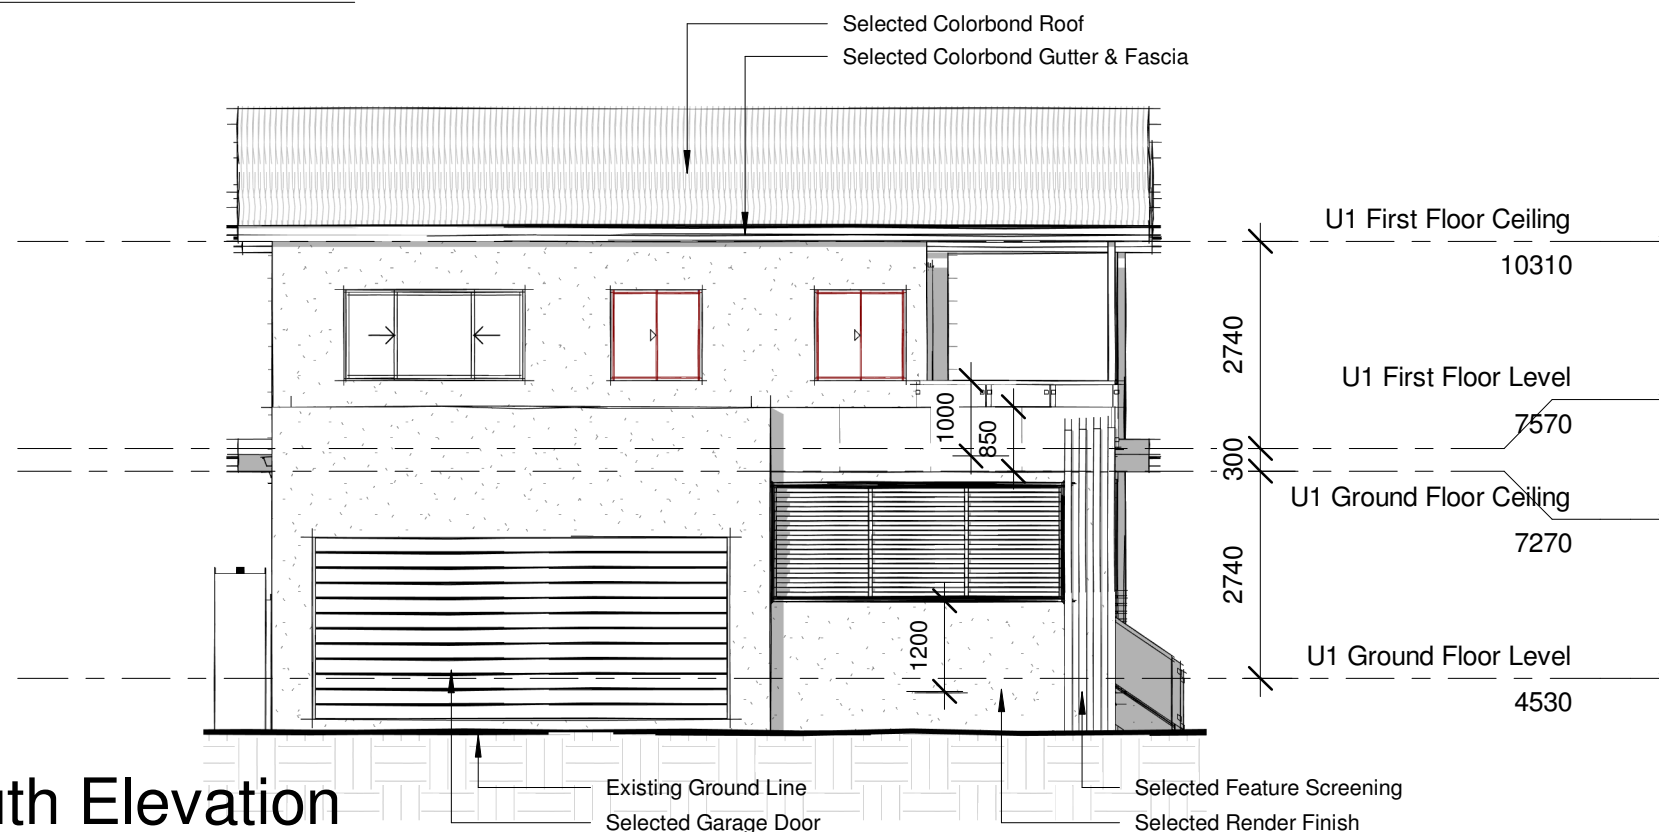 Selected Colorbond Roof
Selected Colorbond Gutter & Fascia
U1 First Floor Ceiling
10310
2740
U1 First Floor Level
7570
1000
850
300
U1 Ground Floor Ceiling
7270
2740
1200
U1 Ground Floor Level
4530
Existing Ground Line
Selected Garage Door
Selected Feature Screening
Selected Render Finish
Elevation